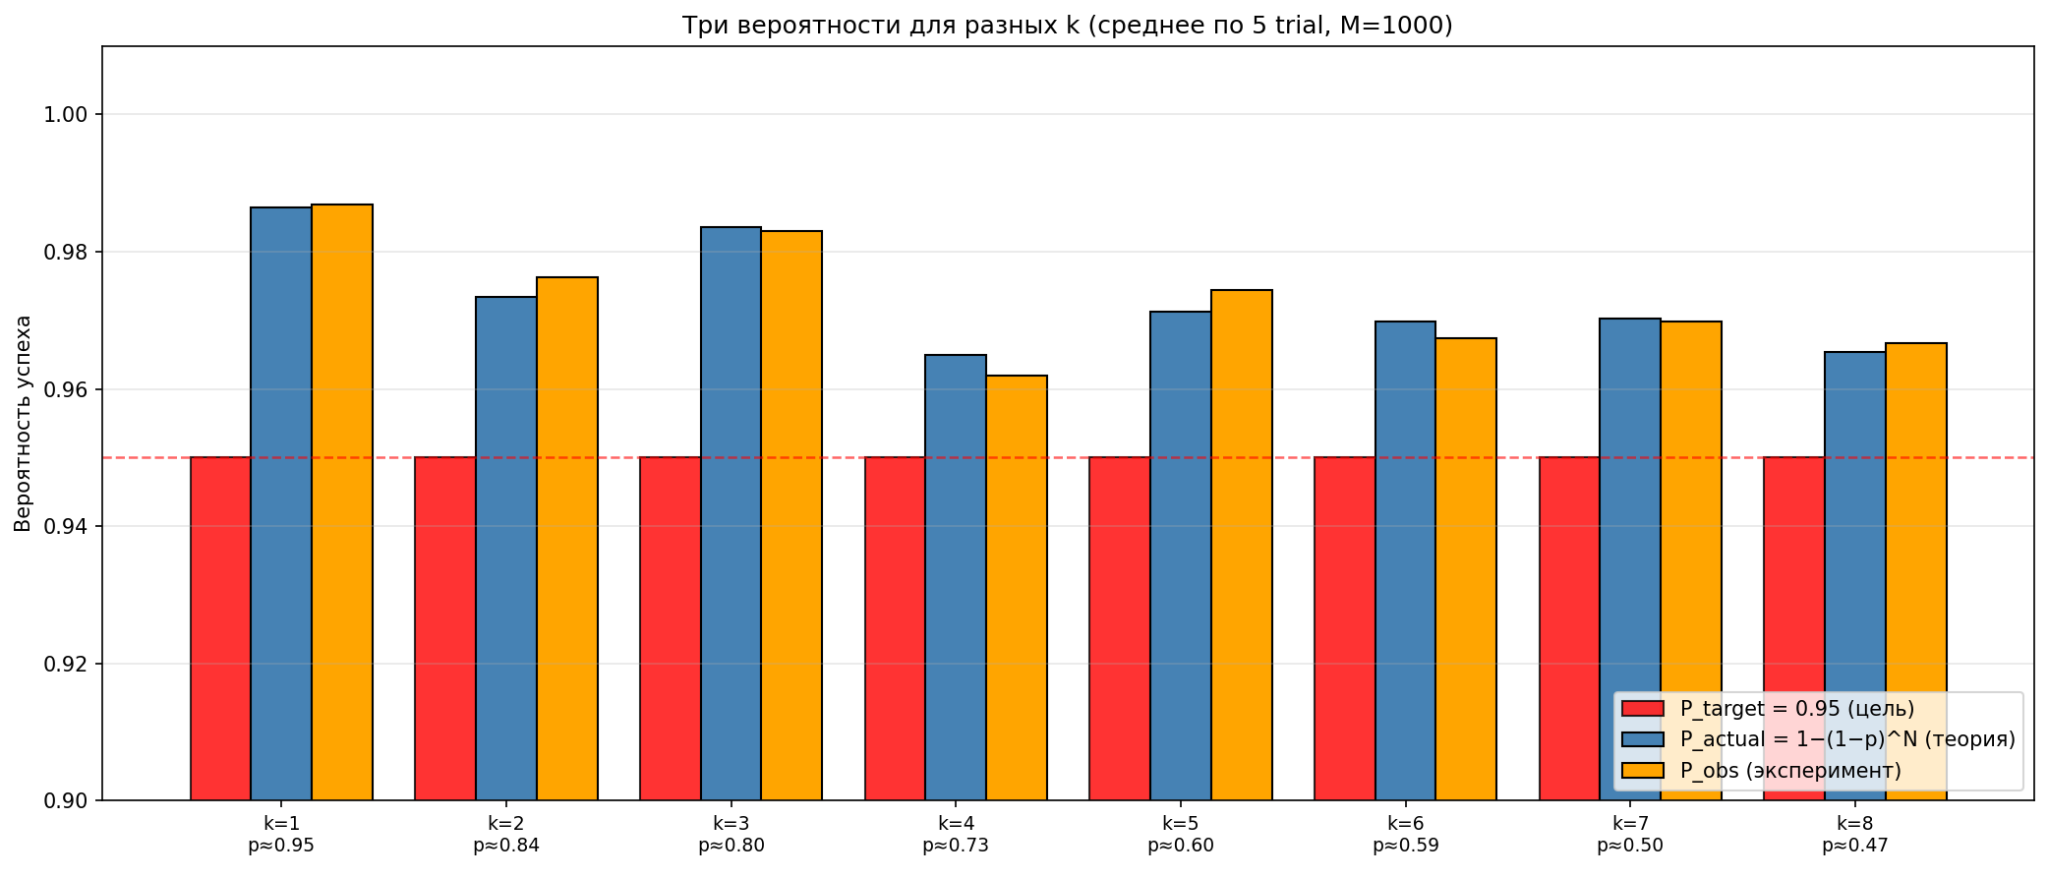 Три вероятности для разных k (среднее по 5 trial, M=1000)
Вероятность успеха
1.00
0.98
0.96
0.94
0.92
0.90
k=1
p≈0.95
k=2
p≈0.84
k=3
p≈0.80
k=4
p≈0.73
k=5
p≈0.60
k=6
p≈0.59
k=7
p≈0.50
k=8
p≈0.47
P_target = 0.95 (цель)
P_actual = 1−(1−p)^N (теория)
P_obs (эксперимент)